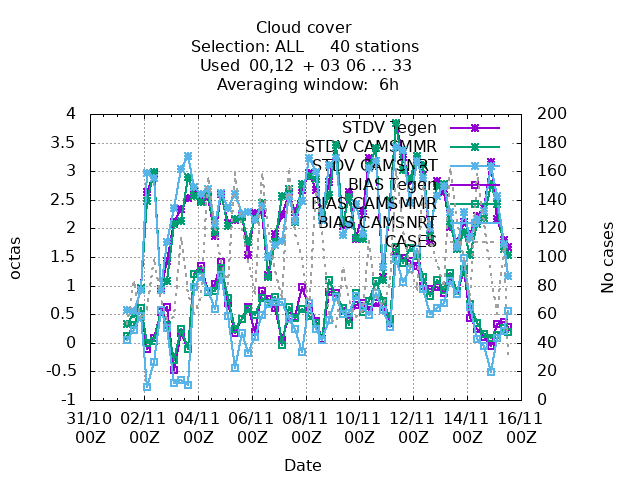 Cloud cover
Selection: ALL 40 stations
Used 00,12 + 03 06 ... 33
Averaging window: 6h
4
3.5
3
2.5
2
1.5
1
0.5
0
-0.5
-1
octas
200
180
160
140
120
100
80
60
40
20
0
No cases
STDV Tegen
STDV CAMSMMR
STDV CAMSNRT
BIAS Tegen
BIAS CAMSMMR
BIAS CAMSNRT
CASES
31/10 02/11 04/11 06/11 08/11 10/11 12/11 14/11 16/11
00Z 00Z 00Z 00Z 00Z 00Z 00Z 00Z 00Z
Date